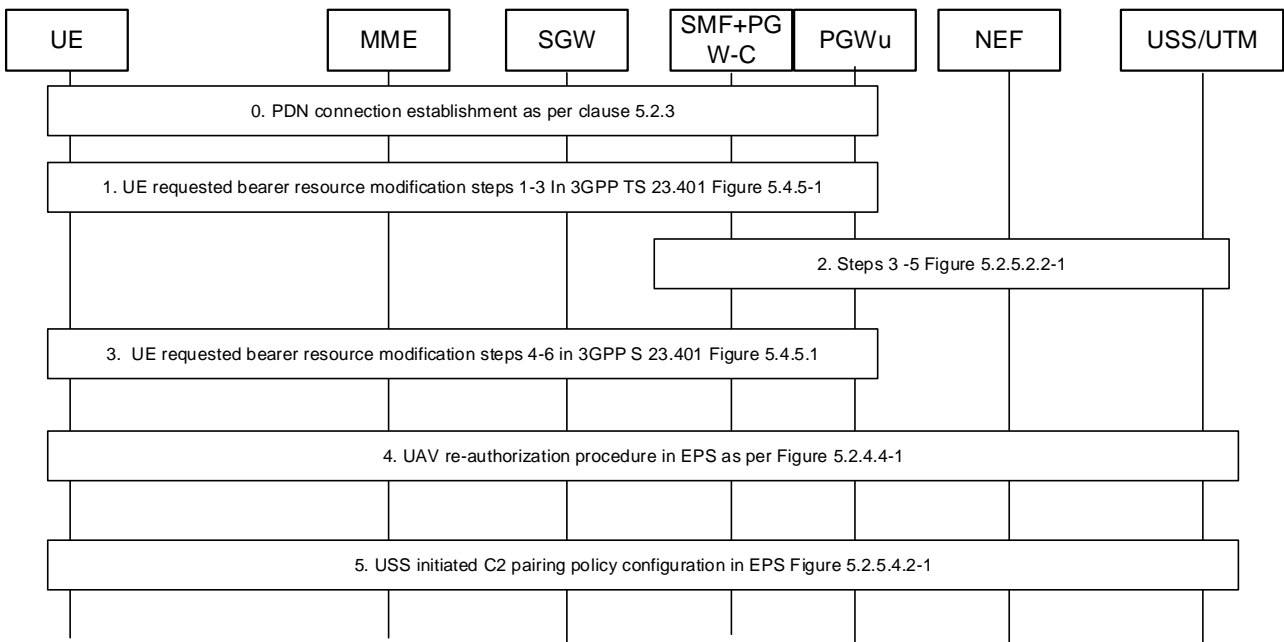 UE
MME
SGW
SMF+PG
W-C
PGWu
NEF
USS/UTM
0. PDN connection establishment as per clause 5.2.3
1. UE requested bearer resource modification steps 1-3 In 3GPP TS 23.401 Figure 5.4.5-1
2. Steps 3 -5 Figure 5.2.5.2.2-1
3. UE requested bearer resource modification steps 4-6 in 3GPP S 23.401 Figure 5.4.5.1
4. UAV re-authorization procedure in EPS as per Figure 5.2.4.4-1
5. USS initiated C2 pairing policy configuration in EPS Figure 5.2.5.4.2-1